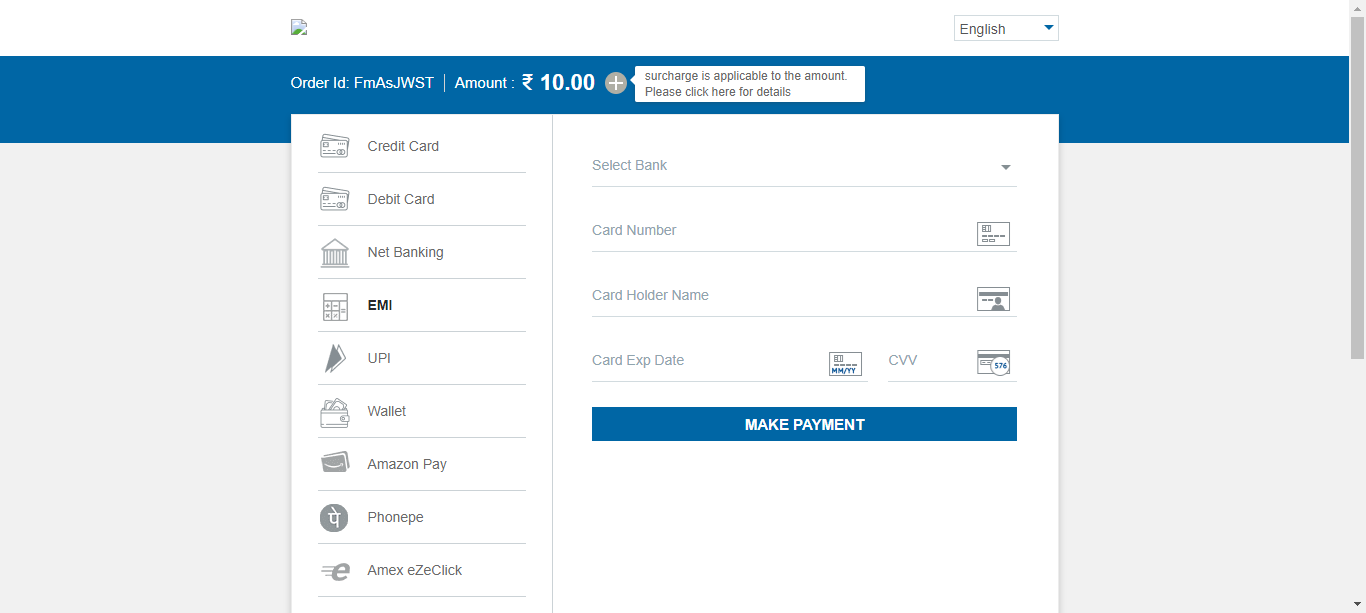 English
Order Id: FmAsJWST
Amount : ₹ 10.00
surcharge is applicable to the amount.
Please click here for details
Credit Card
Debit Card
Net Banking
EMI
UPI
Wallet
Amazon Pay
Phonepe
Amex eZeClick
Select Bank
Card Number
Card Holder Name
Card Exp Date
MM/YY
CVV
576
MAKE PAYMENT